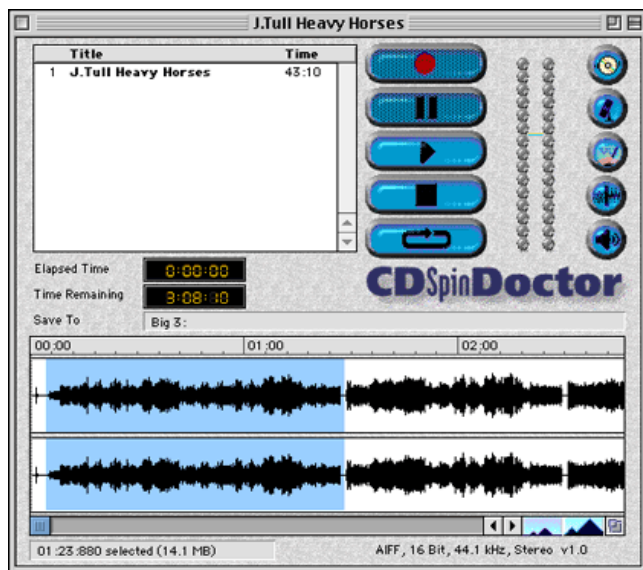 J.Tull Heavy Horses
Title Time
1 J.Tull Heavy Horses 43:10
Elapsed Time 0:00:00
Time Remaining 3:08:10
CDSpinDoctor
Save To Big 3:
00:00 01:00 02:00
01:23:880 selected (14.1 MB) AIFF, 16 Bit, 44.1 kHz, Stereo v1.0